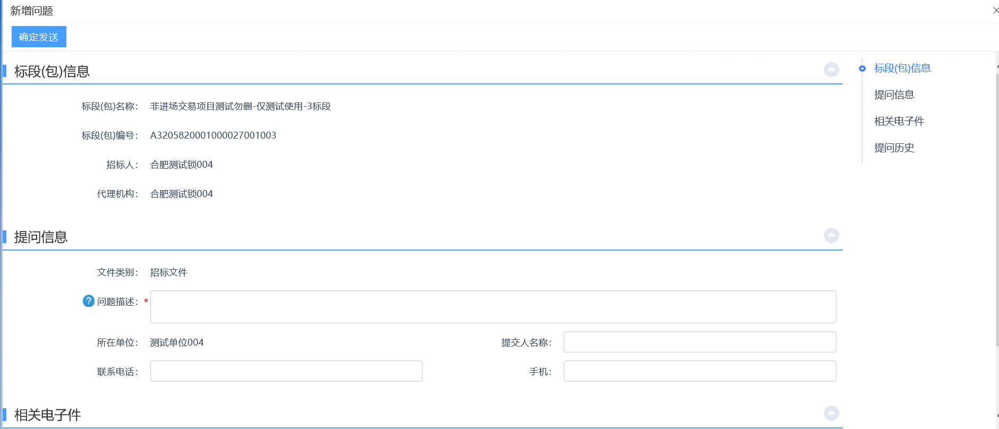 新增问题
确定发送
标段(包)信息
标段(包)名称： 非进场交易项目测试勿删-仅测试使用-3标段
标段(包)编号： A3205820001000027001003
招标人： 合肥测试锁004
代理机构： 合肥测试锁004
提问信息
文件类别： 招标文件
? 问题描述： *
所在单位： 测试单位004 提交人名称：
联系电话： 手机：
相关电子件
标段(包)信息
提问信息
相关电子件
提问历史